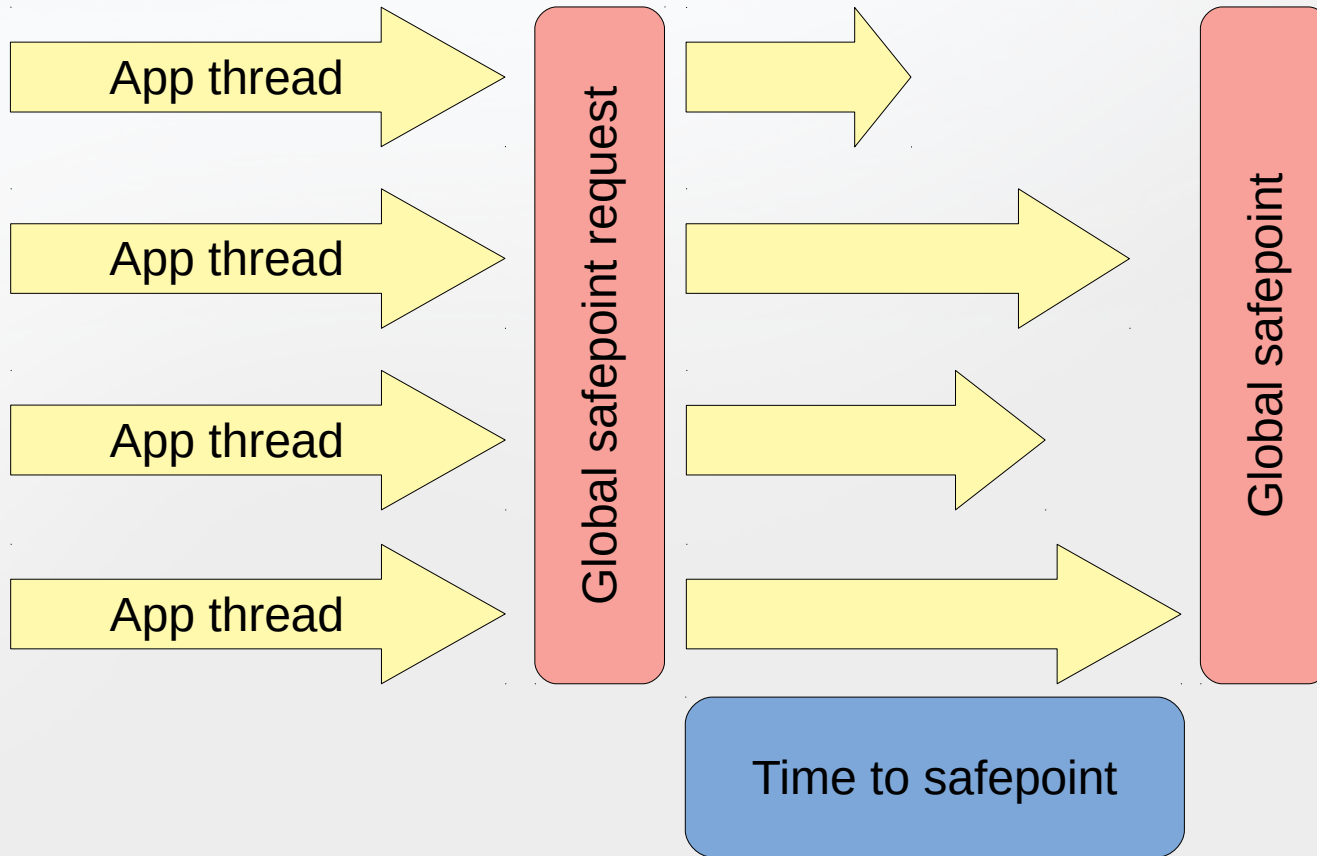 App thread
App thread
App thread
App thread
Global safepoint request
Global safepoint
Time to safepoint